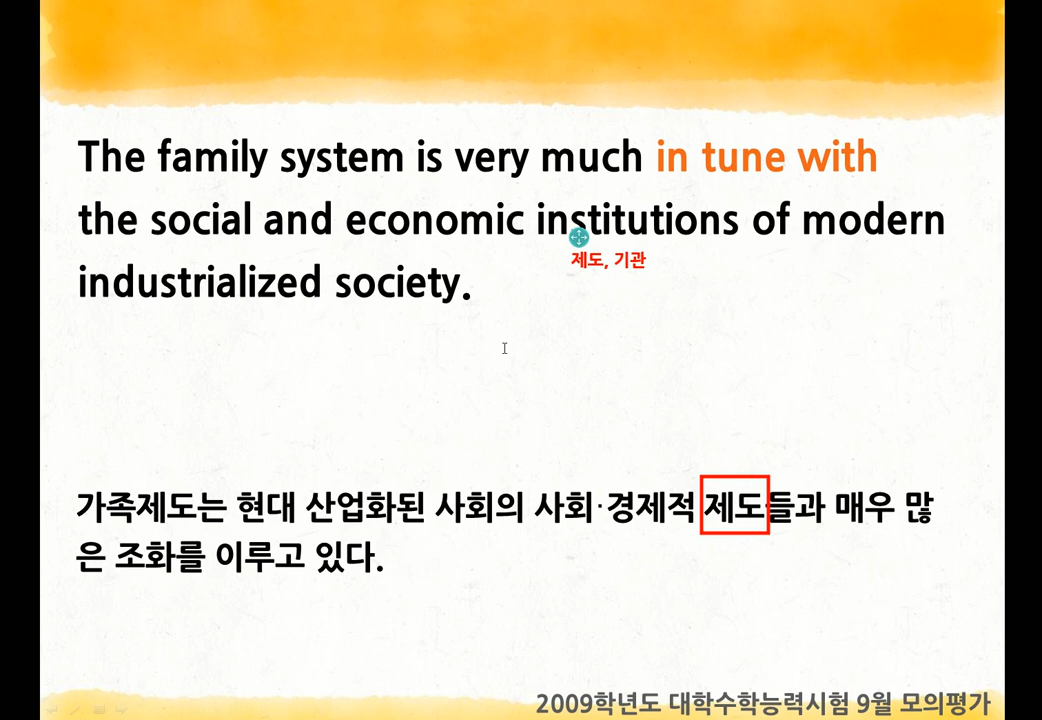 The family system is very much in tune with
the social and economic institutions of modern
제도, 기관
industrialized society.
가족제도는 현대 산업화된 사회의 사회·경제적 제도들과 매우 많
은 조화를 이루고 있다.
2009학년도 대학수학능력시험 9월 모의평가